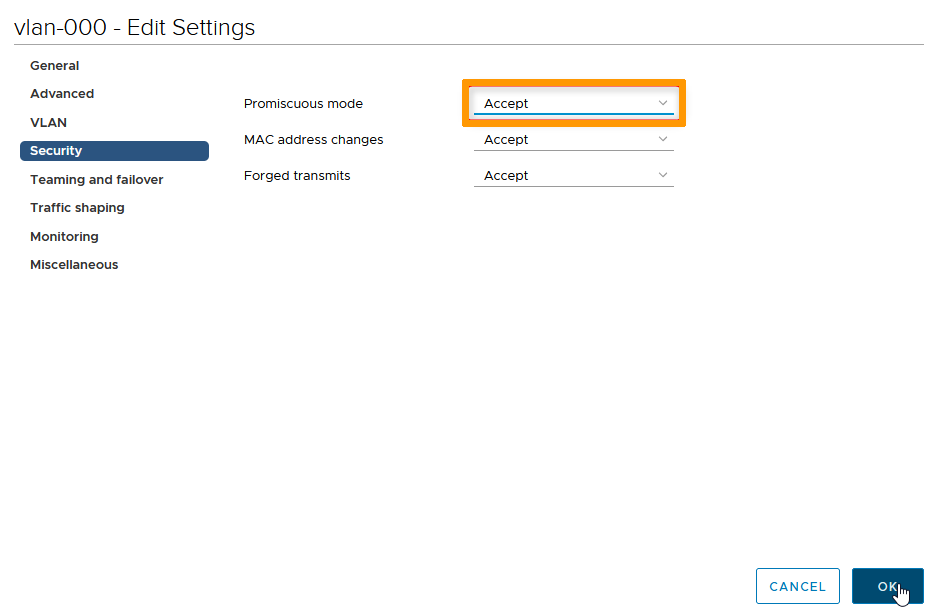 vlan-000 - Edit Settings
General
Advanced
VLAN
Security
Teaming and failover
Traffic shaping
Monitoring
Miscellaneous
Promiscuous mode Accept
MAC address changes Accept
Forged transmits Accept
CANCEL OK